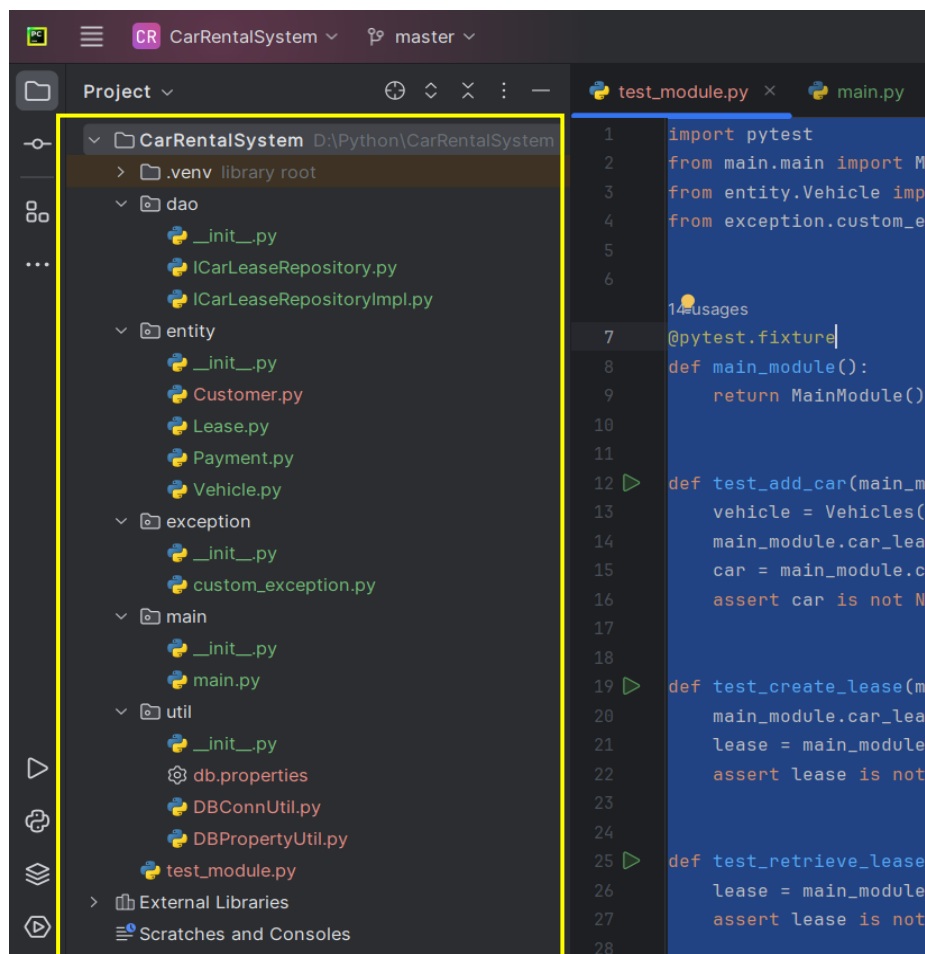 PC
CR CarRentalSystem master
Project
test_module.py × main.py
CarRentalSystem D:\Python\CarRentalSystem
.venv library root
dao
__init__.py
ICarLeaseRepository.py
ICarLeaseRepositoryImpl.py
entity
__init__.py
Customer.py
Lease.py
Payment.py
Vehicle.py
exception
__init__.py
custom_exception.py
main
__init__.py
main.py
util
__init__.py
db.properties
DBConnUtil.py
DBPropertyUtil.py
test_module.py
External Libraries
Scratches and Consoles
1 import pytest
2 from main.main import M
3 from entity.Vehicle imp
4 from exception.custom_e
5
6
14 usages
7 @pytest.fixture
8 def main_module():
9 return MainModule()
10
11
12 def test_add_car(main_m
13 vehicle = Vehicles(
14 main_module.car_lea
15 car = main_module.c
16 assert car is not N
17
18
19 def test_create_lease(m
20 main_module.car_lea
21 lease = main_module
22 assert lease is not
23
24
25 def test_retrieve_lease
26 lease = main_module
27 assert lease is not
28